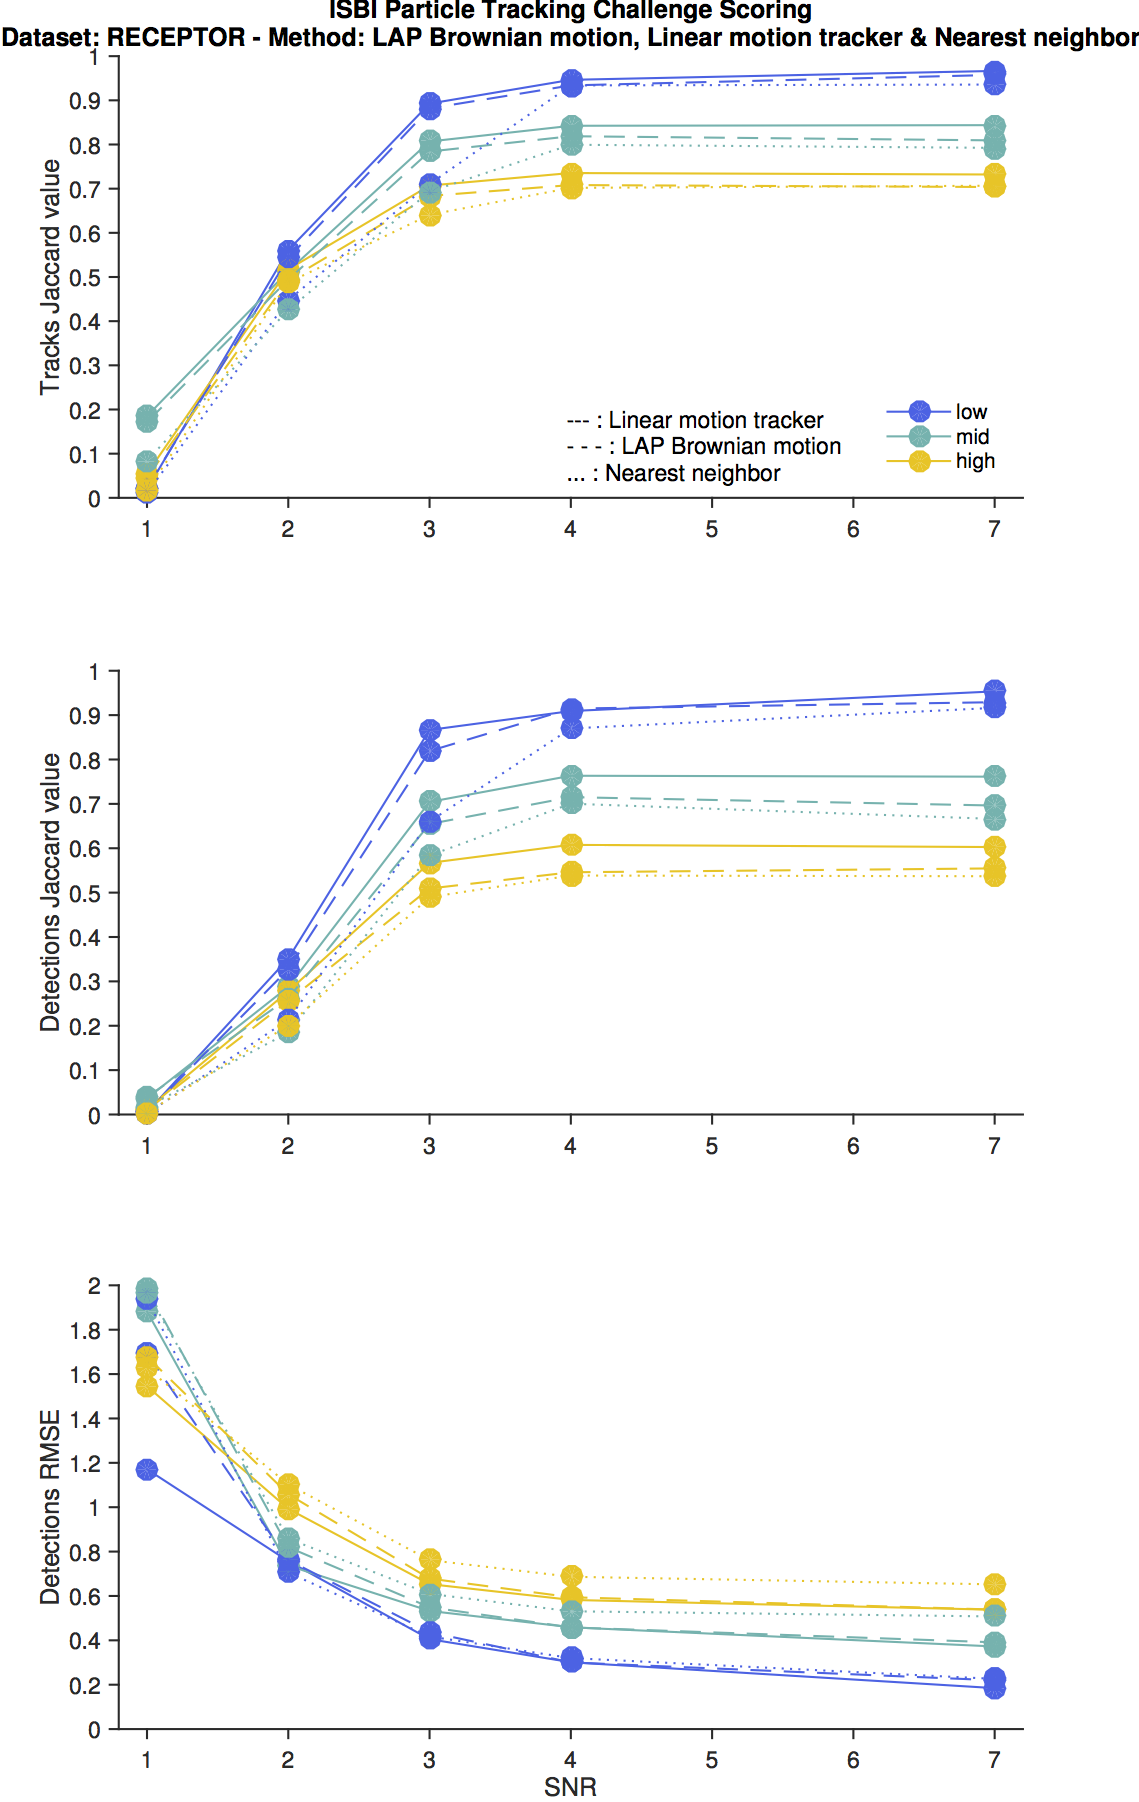 ISBI Particle Tracking Challenge Scoring
Dataset: RECEPTOR - Method: LAP Brownian motion, Linear motion tracker & Nearest neighbor
1
0.9
0.8
0.7
0.6
0.5
0.4
0.3
0.2
0.1
0
Tracks Jaccard value
--- : Linear motion tracker
- - - : LAP Brownian motion
... : Nearest neighbor
low
mid
high
1 2 3 4 5 6 7
1
0.9
0.8
0.7
0.6
0.5
0.4
0.3
0.2
0.1
0
Detections Jaccard value
1 2 3 4 5 6 7
2
1.8
1.6
1.4
1.2
1
0.8
0.6
0.4
0.2
0
Detections RMSE
1 2 3 4 5 6 7
SNR